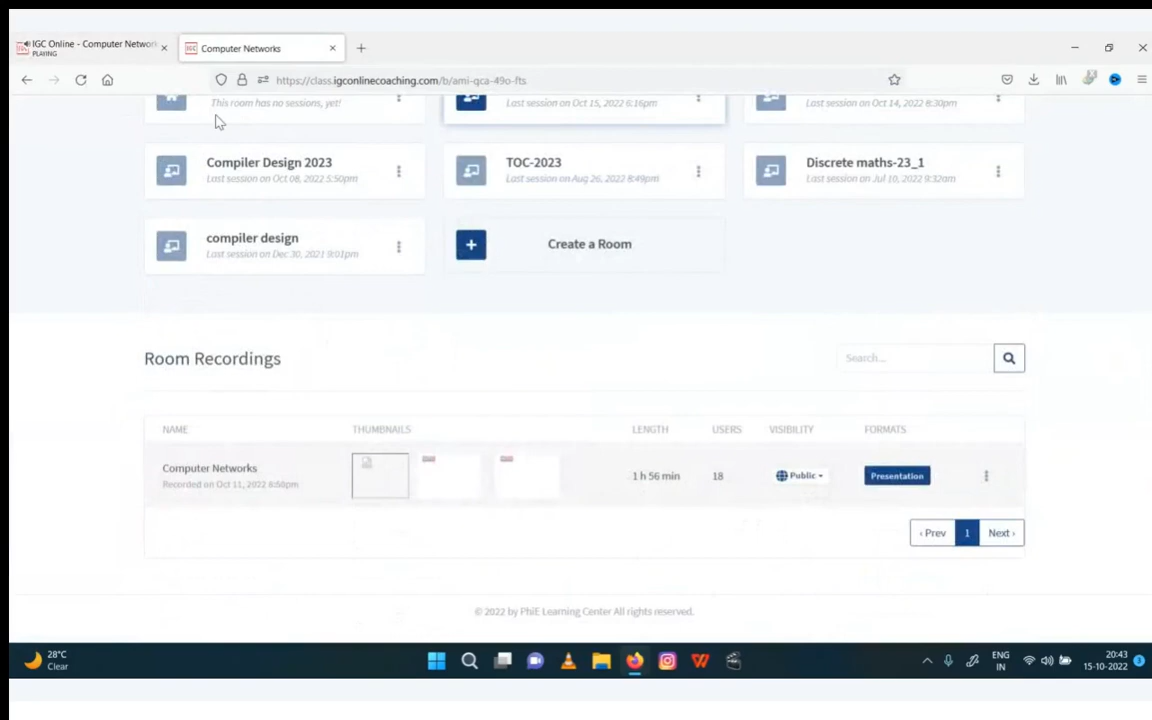 IGC Online - Computer Network
PLAYING
IGC Computer Networks
https://class.igconlinecoaching.com/b/ami-qca-49o-fts
This room has no sessions, yet!
Last session on Oct 15, 2022 6:16pm
Last session on Oct 14, 2022 8:30pm
Compiler Design 2023
Last session on Oct 08, 2022 5:50pm
TOC-2023
Last session on Aug 26, 2022 8:49pm
Discrete maths-23_1
Last session on Jul 10, 2022 9:32am
compiler design
Last session on Dec 30, 2021 9:01pm
Create a Room
Room Recordings
Search...
NAME THUMBNAILS LENGTH USERS VISIBILITY FORMATS
Computer Networks
Recorded on Oct 11, 2022 6:50pm
1 h 56 min 18 Public Presentation
‹ Prev 1 Next ›
© 2022 by PhiE Learning Center All rights reserved.
28°C
Clear
ENG
IN
20:43
15-10-2022
3